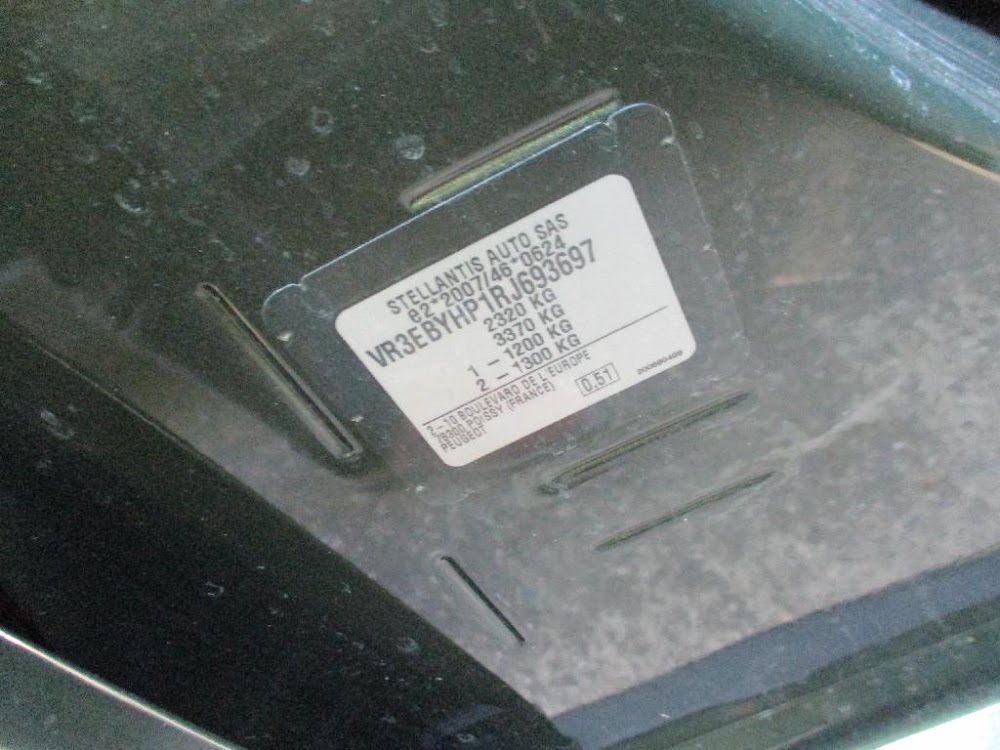 STELLANTIS AUTO SAS
e2*2007/46*0624
VR3EBYHP1RJ693697
2320 KG
3370 KG
1 – 1200 KG
2 – 1300 KG
2–10 BOULEVARD DE L'EUROPE
78300 POISSY (FRANCE)
PEUGEOT
0.51